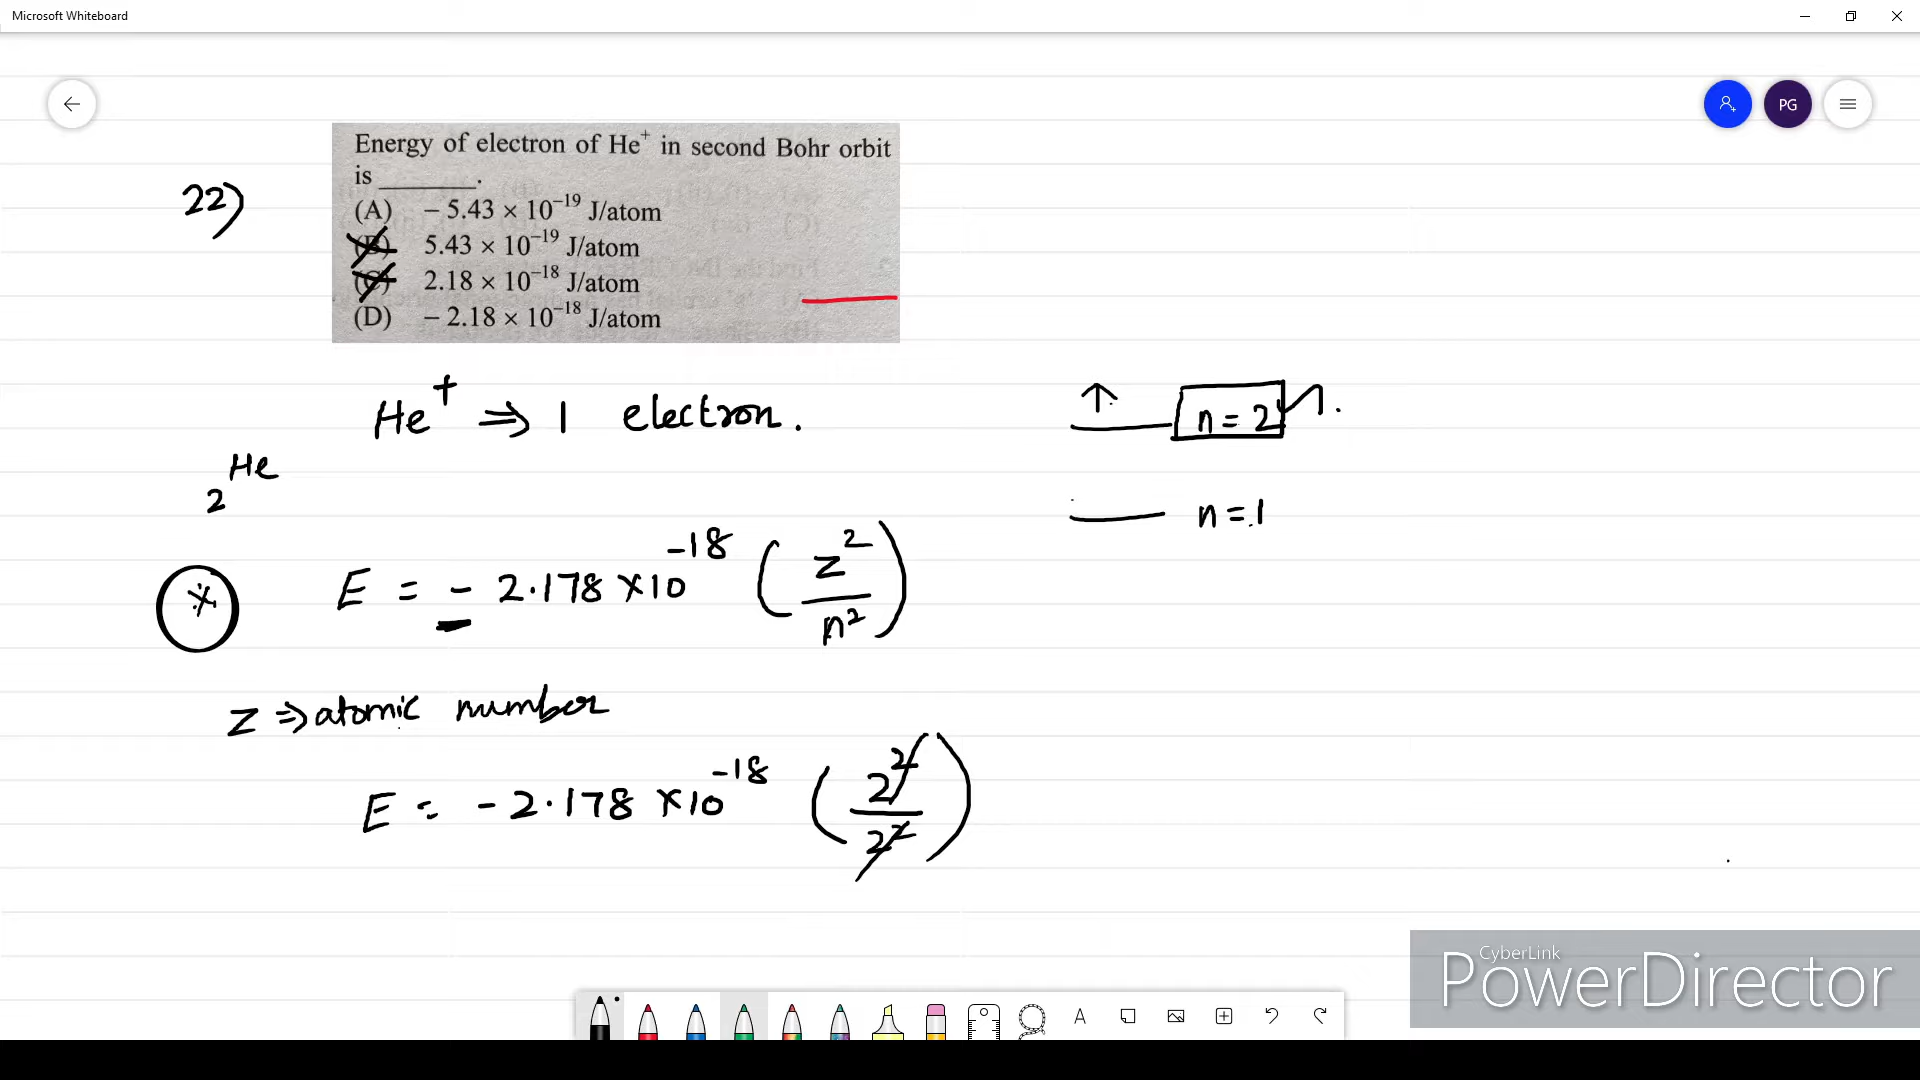 Microsoft Whiteboard
PG
22)
Energy of electron of He⁺ in second Bohr orbit
is ________.
(A) – 5.43 × 10⁻¹⁹ J/atom
(B) 5.43 × 10⁻¹⁹ J/atom
(C) 2.18 × 10⁻¹⁸ J/atom
(D) – 2.18 × 10⁻¹⁸ J/atom
He⁺ ⇒ 1 electron.
n = 2
n = 1
₂He
E = - 2.178 × 10⁻¹⁸ (z²/n²)
z ⇒ atomic number
E = - 2.178 × 10⁻¹⁸ (2²/2²)
CyberLink
PowerDirector
A